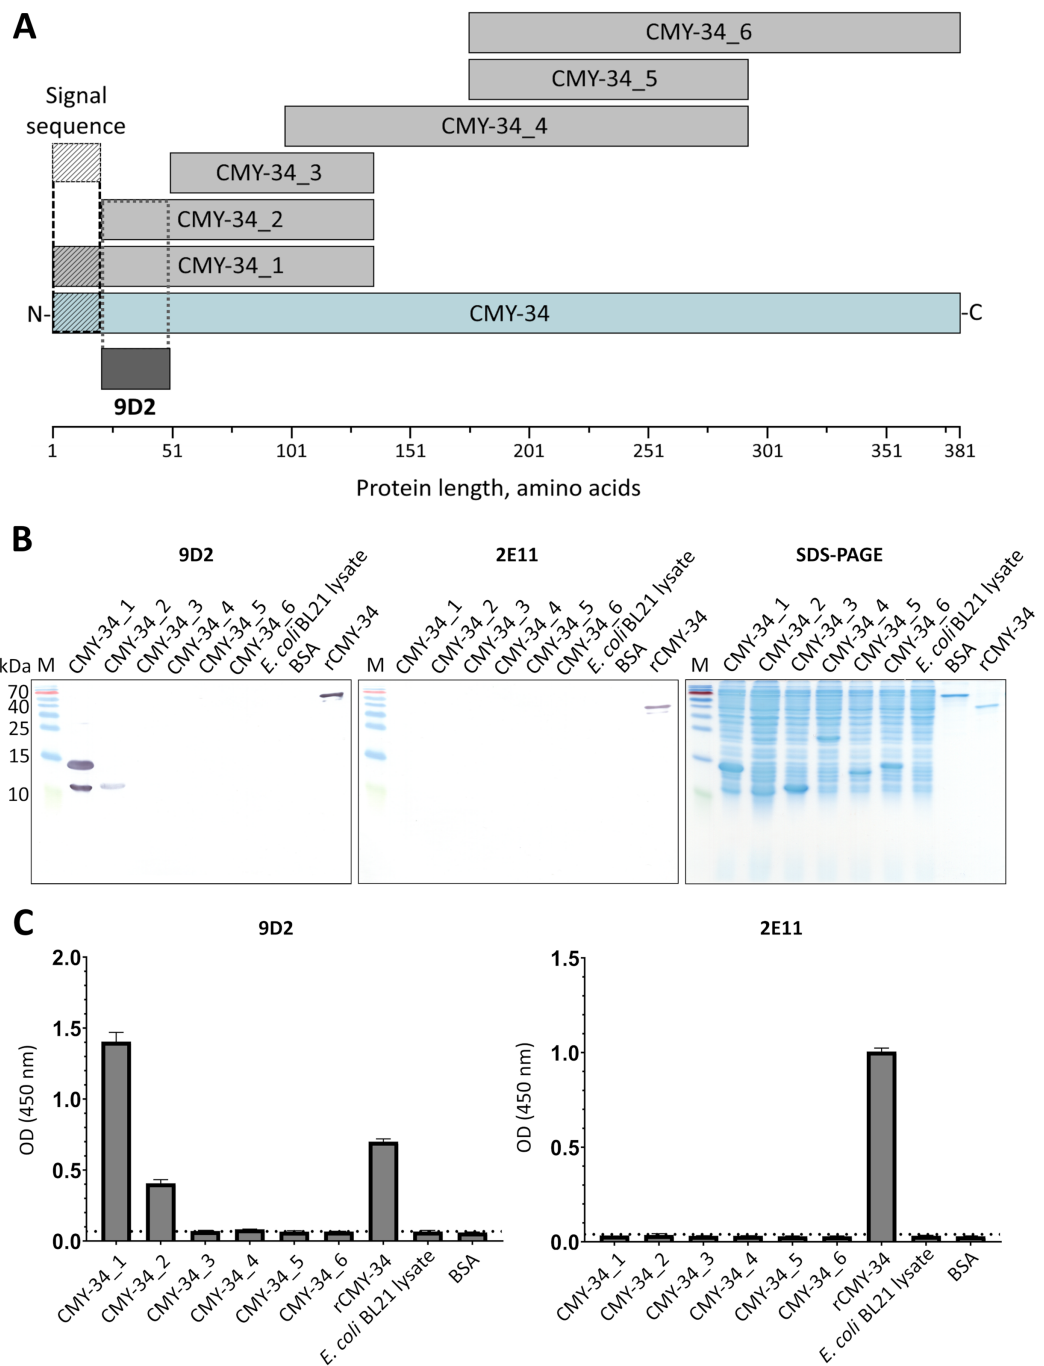 A
CMY-34_6
CMY-34_5
Signal
sequence
CMY-34_4
CMY-34_3
CMY-34_2
CMY-34_1
N-
CMY-34
-C
9D2
1 51 101 151 201 251 301 351 381
Protein length, amino acids
B
9D2
2E11
SDS-PAGE
kDa M CMY-34_1 CMY-34_2 CMY-34_3 CMY-34_4 CMY-34_5 CMY-34_6 E. coli BL21 lysate BSA rCMY-34
M CMY-34_1 CMY-34_2 CMY-34_3 CMY-34_4 CMY-34_5 CMY-34_6 E. coli BL21 lysate BSA rCMY-34
M CMY-34_1 CMY-34_2 CMY-34_3 CMY-34_4 CMY-34_5 CMY-34_6 E. coli BL21 lysate BSA rCMY-34
70
40
25
15
10
C
9D2
OD (450 nm)
2.0
1.5
1.0
0.5
0.0
CMY-34_1 CMY-34_2 CMY-34_3 CMY-34_4 CMY-34_5 CMY-34_6 rCMY-34 E. coli BL21 lysate BSA
2E11
OD (450 nm)
1.5
1.0
0.5
0.0
CMY-34_1 CMY-34_2 CMY-34_3 CMY-34_4 CMY-34_5 CMY-34_6 rCMY-34 E. coli BL21 lysate BSA